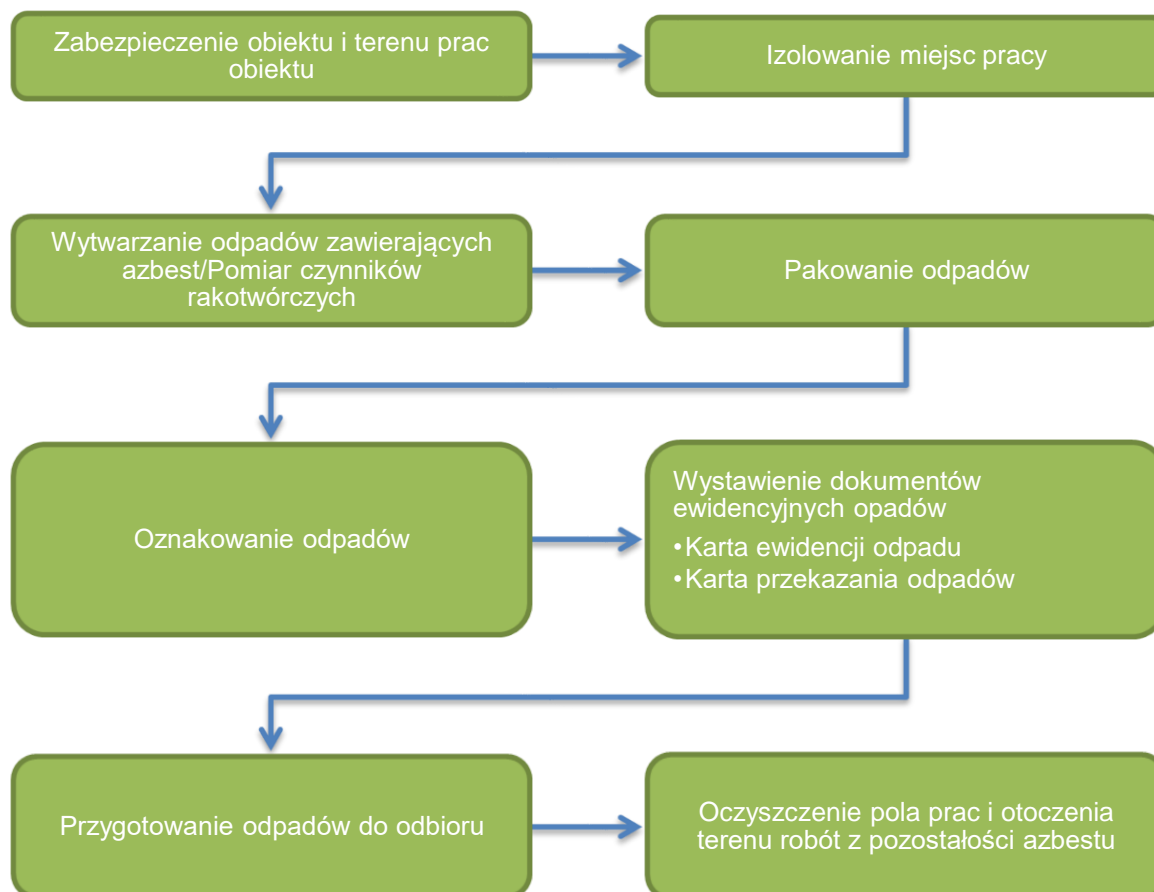 Zabezpieczenie obiektu i terenu prac
obiektu
Izolowanie miejsc pracy
Wytwarzanie odpadów zawierających
azbest/Pomiar czynników
rakotwórczych
Pakowanie odpadów
Oznakowanie odpadów
Wystawienie dokumentów
ewidencyjnych opadów
•Karta ewidencji odpadu
•Karta przekazania odpadów
Przygotowanie odpadów do odbioru
Oczyszczenie pola prac i otoczenia
terenu robót z pozostałości azbestu